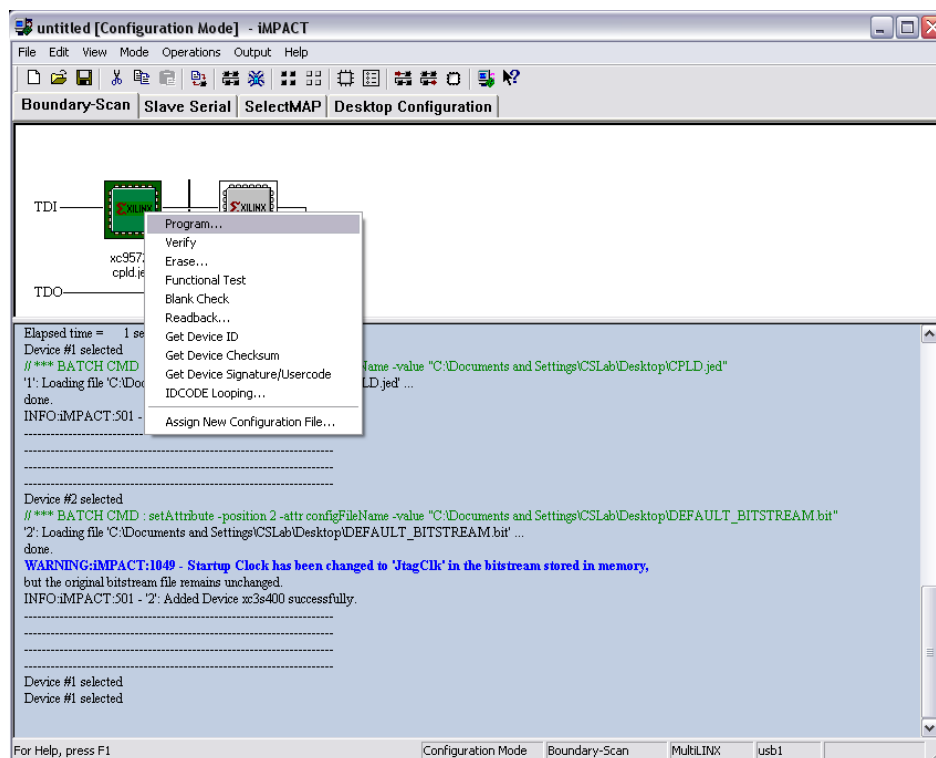 untitled [Configuration Mode] - iMPACT
File Edit View Mode Operations Output Help
Boundary-Scan Slave Serial SelectMAP Desktop Configuration
TDI
XILINX
Program...
Verify
xc957
Erase...
cpld.je
Functional Test
TDO
Blank Check
Readback...
Get Device ID
Get Device Checksum
Get Device Signature/Usercode
IDCODE Looping...
Assign New Configuration File...
Elapsed time = 1 se
Device #1 selected
// *** BATCH CMD Name -value "C:\Documents and Settings\CSLab\Desktop\CPLD.jed"
'1': Loading file 'C:\Doc LD.jed' ...
done.
INFO:iMPACT:501 -
----------------------------------------------------------------------
----------------------------------------------------------------------
----------------------------------------------------------------------
----------------------------------------------------------------------
Device #2 selected
// *** BATCH CMD : setAttribute -position 2 -attr configFileName -value "C:\Documents and Settings\CSLab\Desktop\DEFAULT_BITSTREAM.bit"
'2': Loading file 'C:\Documents and Settings\CSLab\Desktop\DEFAULT_BITSTREAM.bit' ...
done.
WARNING:iMPACT:1049 - Startup Clock has been changed to 'JtagClk' in the bitstream stored in memory,
but the original bitstream file remains unchanged.
INFO:iMPACT:501 - '2': Added Device xc3s400 successfully.
----------------------------------------------------------------------
----------------------------------------------------------------------
----------------------------------------------------------------------
----------------------------------------------------------------------
Device #1 selected
Device #1 selected
For Help, press F1 Configuration Mode Boundary-Scan MultiLINX usb1